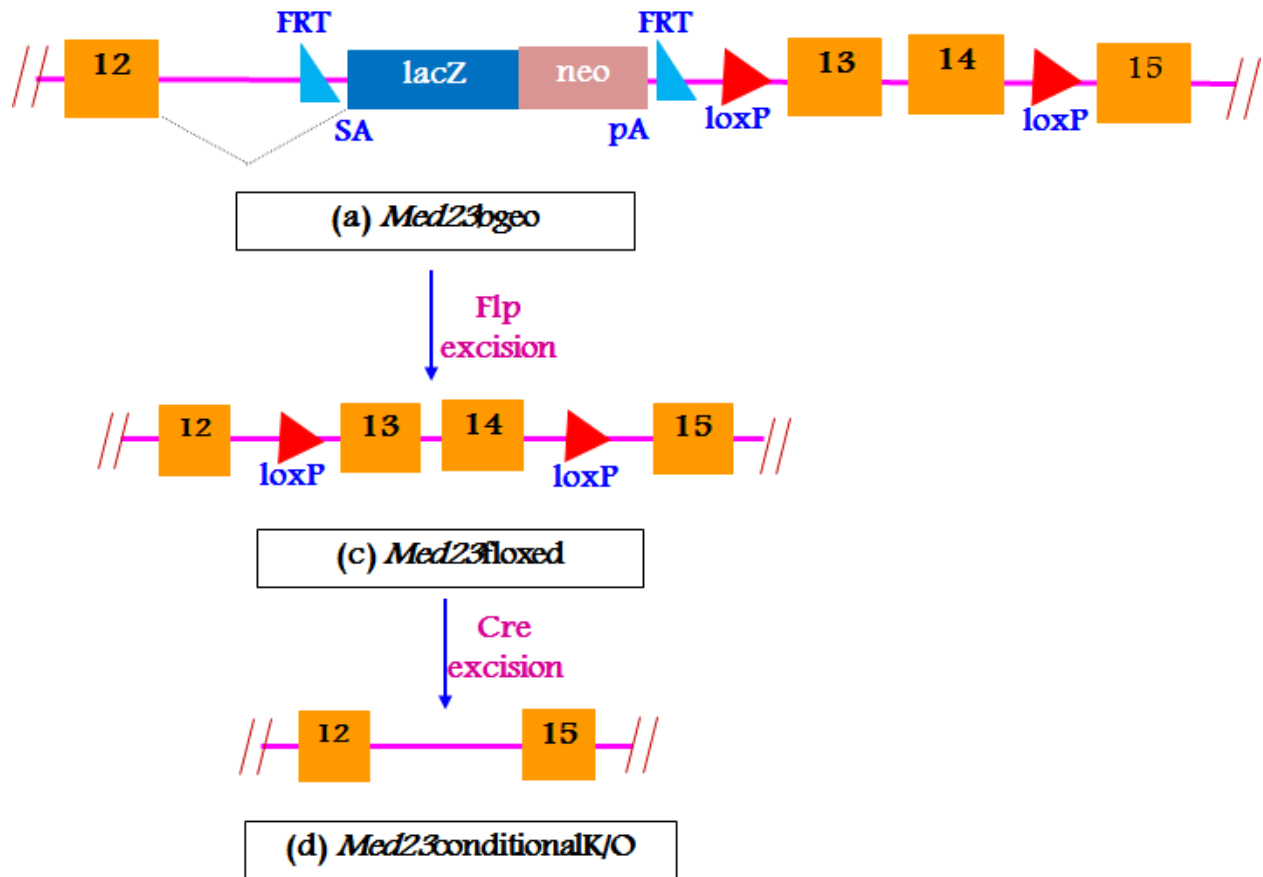 FRT FRT
12 lacZ neo 13 14 15
SA pA loxP loxP
(a) Med23bgeo
Flp
excision
12 13 14 15
loxP loxP
(c) Med23floxed
Cre
excision
12 15
(d) Med23conditionalK/O